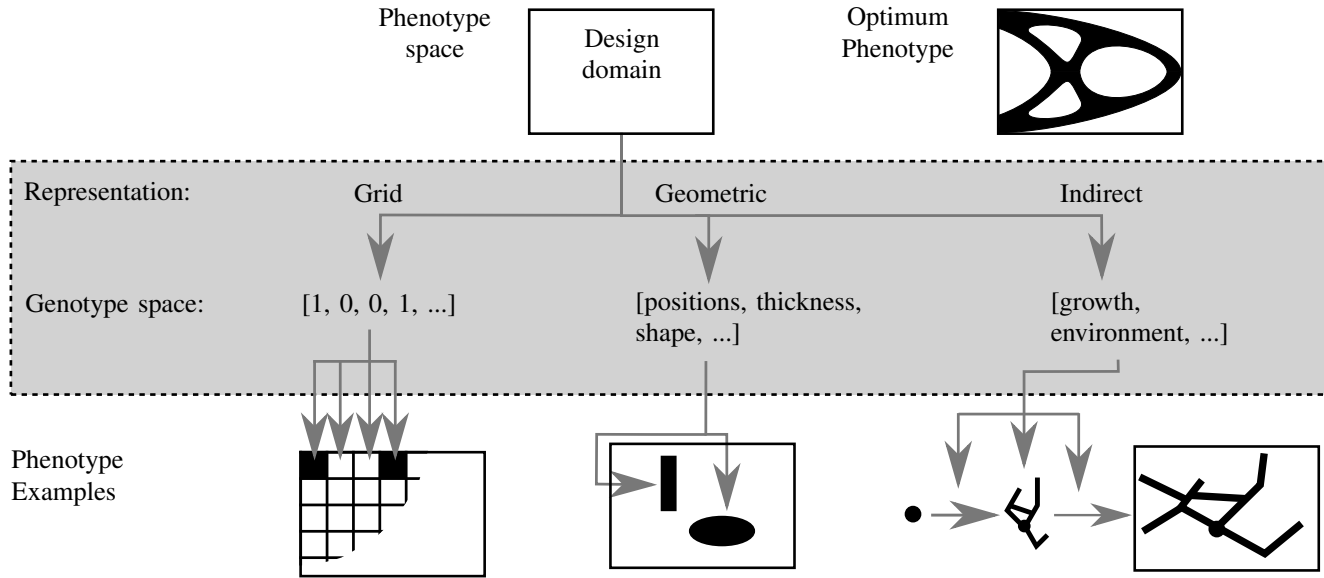 Phenotype
space
Design
domain
Optimum
Phenotype
Representation:
Grid
Geometric
Indirect
Genotype space:
[1, 0, 0, 1, ...]
[positions, thickness,
shape, ...]
[growth,
environment, ...]
Phenotype
Examples